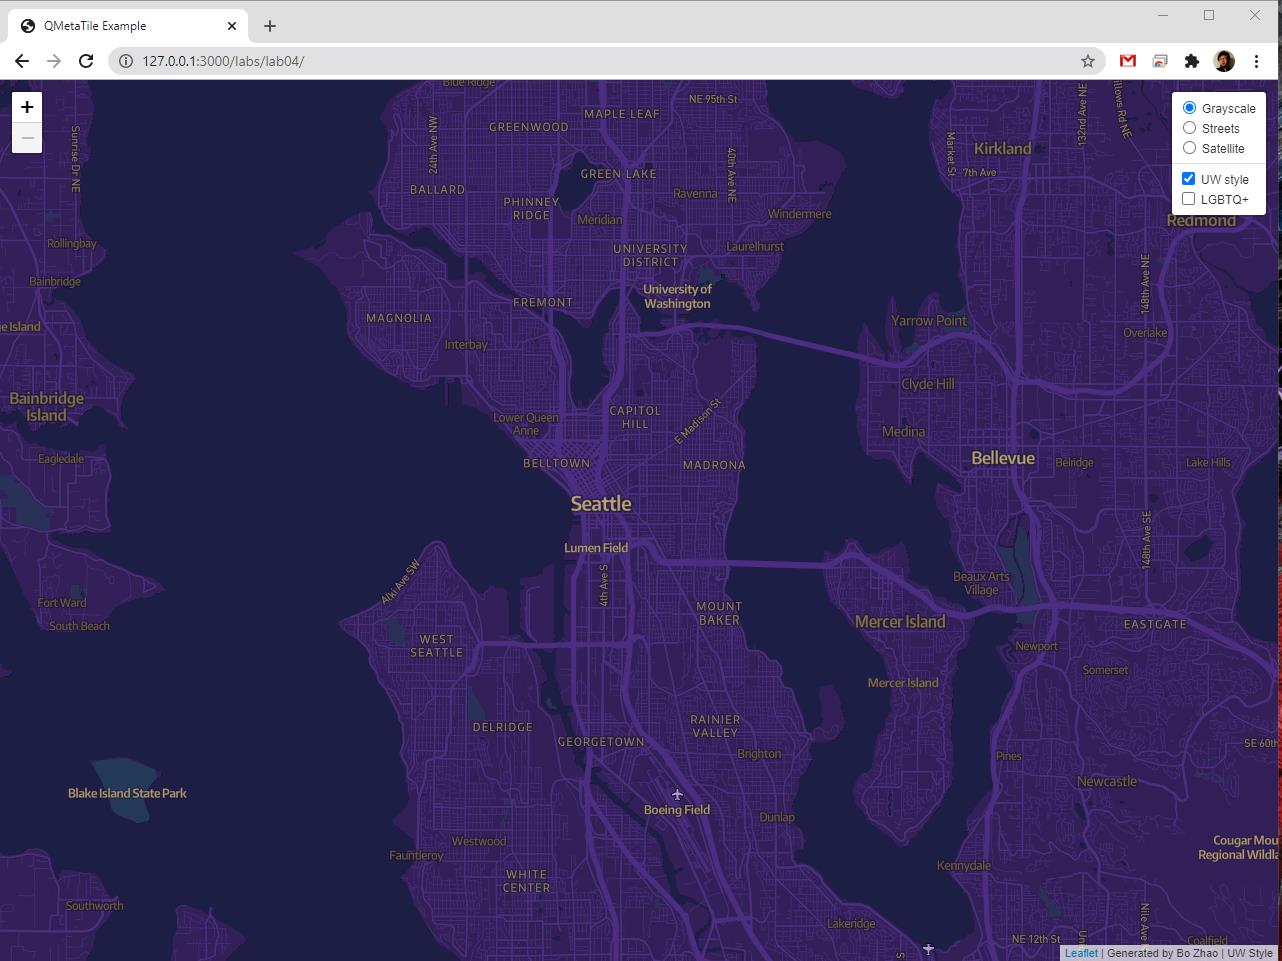 QMetaTile Example
127.0.0.1:3000/labs/lab04/
Grayscale
Streets
Satellite
UW style
LGBTQ+
Blue Ridge
MAPLE LEAF
NE 95th St
GREENWOOD
24th Ave NW
40th Ave NE
Sunrise Dr NE
Market St
132nd Ave NE
Kirkland
7th Ave
GREEN LAKE
BALLARD
PHINNEY
RIDGE
Ravenna
Meridian
Windermere
Redmond
Rollingbay
UNIVERSITY
DISTRICT
Laurelhurst
Bainbridge
University of
Washington
148th Ave NE
FREMONT
MAGNOLIA
Yarrow Point
e Island
Interbay
Overlake
Clyde Hill
Bainbridge
Island
Lower Queen
Anne
CAPITOL
HILL
E Madison St
Medina
Eagledale
BELLTOWN
MADRONA
Bellevue
Belridge
Lake Hills
Seattle
148th Ave SE
Lumen Field
Alki Ave SW
4th Ave S
Beaux Arts
Village
Fort Ward
South Beach
MOUNT
BAKER
Mercer Island
EASTGATE
WEST
SEATTLE
Newport
Somerset
Mercer Island
DELRIDGE
GEORGETOWN
RAINIER
VALLEY
Brighton
SE 60th
Pines
Newcastle
Blake Island State Park
Boeing Field
Dunlap
Westwood
Fauntleroy
Cougar Mou
Regional Wildla
Kennydale
WHITE
CENTER
Southworth
Lakeridge
NE 12th St
Nile Ave
Coalfield
S
Leaflet | Generated by Bo Zhao | UW Style